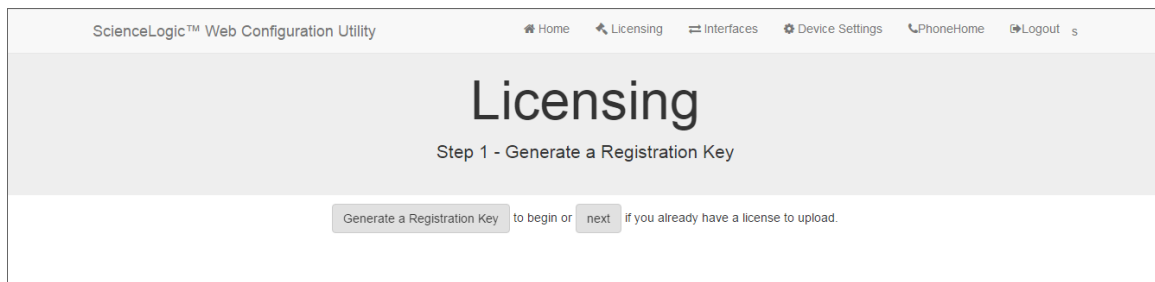 ScienceLogic™ Web Configuration Utility Home Licensing Interfaces Device Settings PhoneHome Logout s
Licensing
Step 1 - Generate a Registration Key
Generate a Registration Key to begin or next if you already have a license to upload.